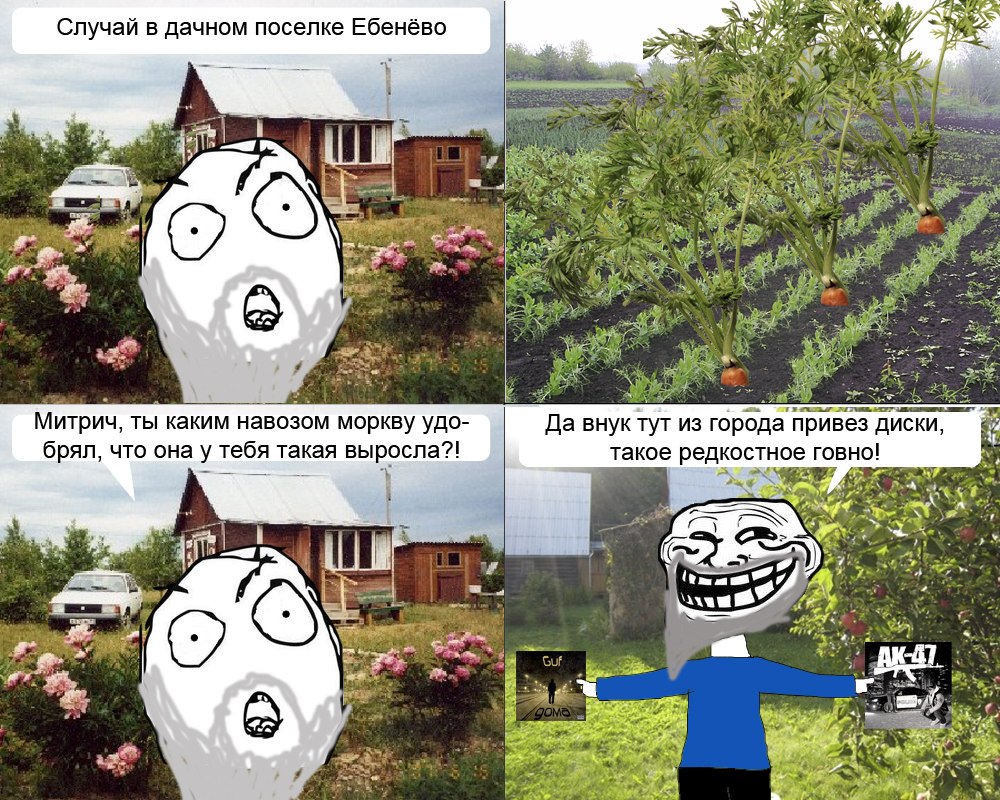 Случай в дачном поселке Ебенёво
Митрич, ты каким навозом моркву удо-
брял, что она у тебя такая выросла?!
Да внук тут из города привез диски,
такое редкостное говно!
Guf
дома
АК-47